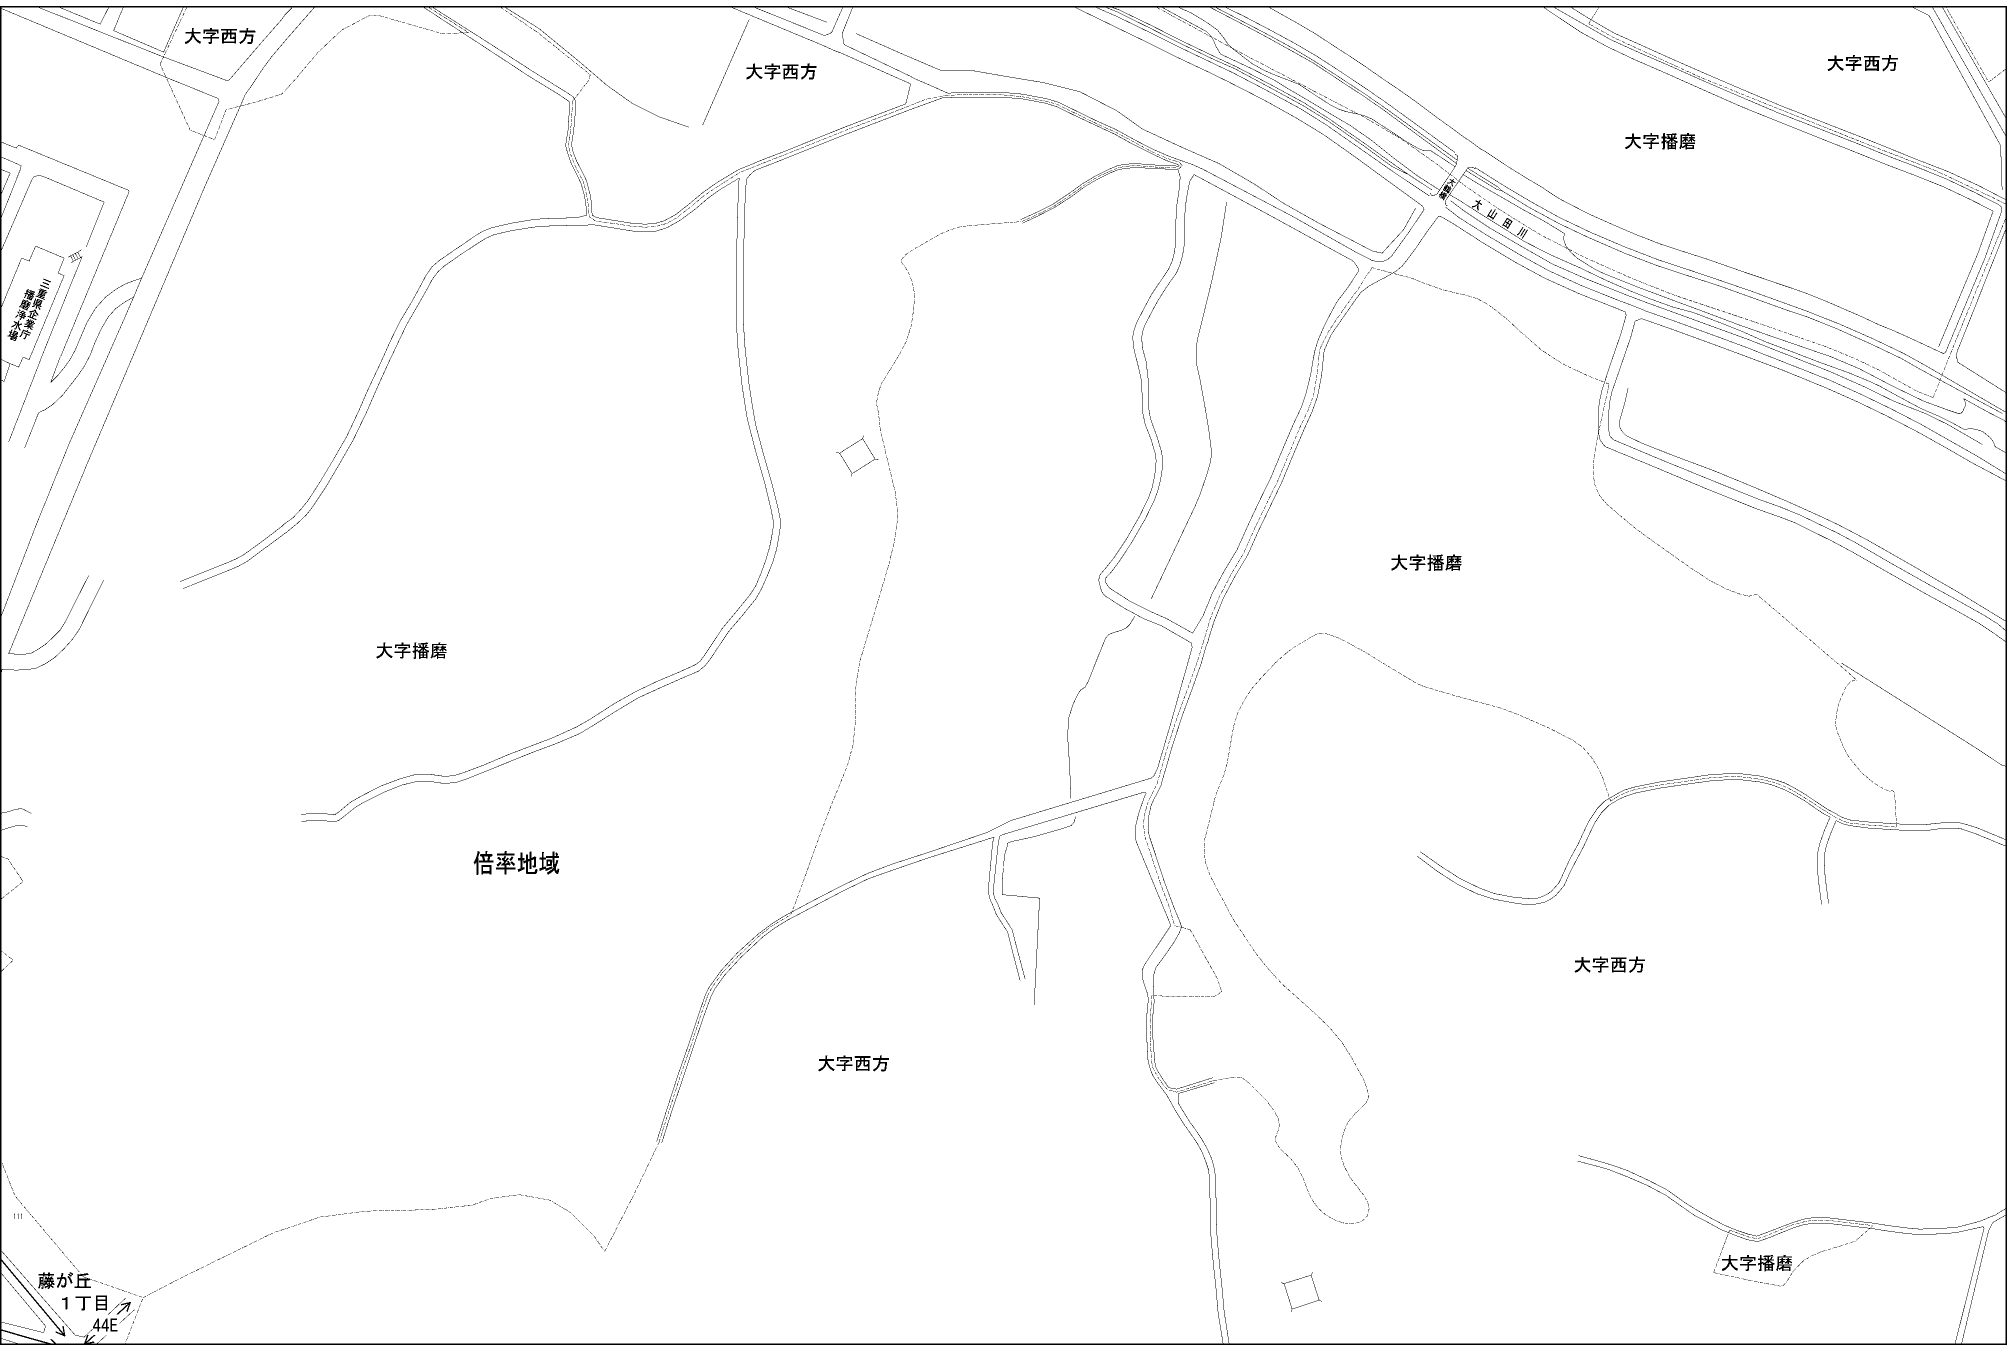 大字西方
大字西方
大字西方
大字播磨
大山田川
三重県企業庁
播磨浄水場
大字播磨
大字播磨
倍率地域
大字西方
大字西方
大字播磨
藤が丘
1丁目
44E